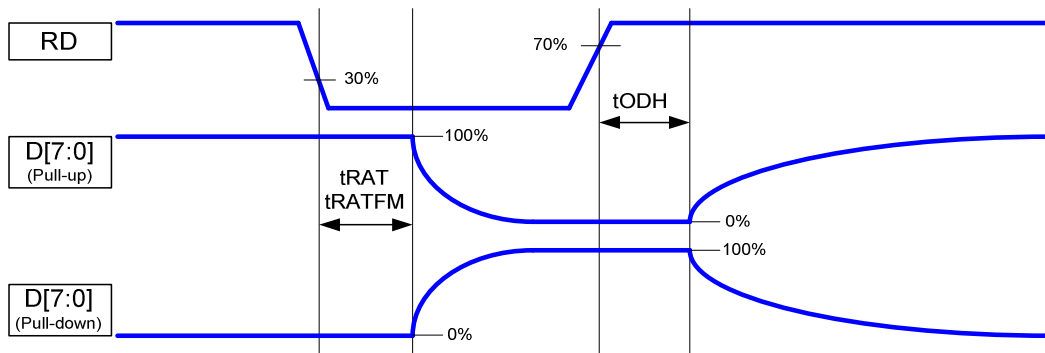 RD
30%
70%
tODH
D[7:0]
(Pull-up)
100%
tRAT
tRATFM
0%
100%
D[7:0]
(Pull-down)
0%